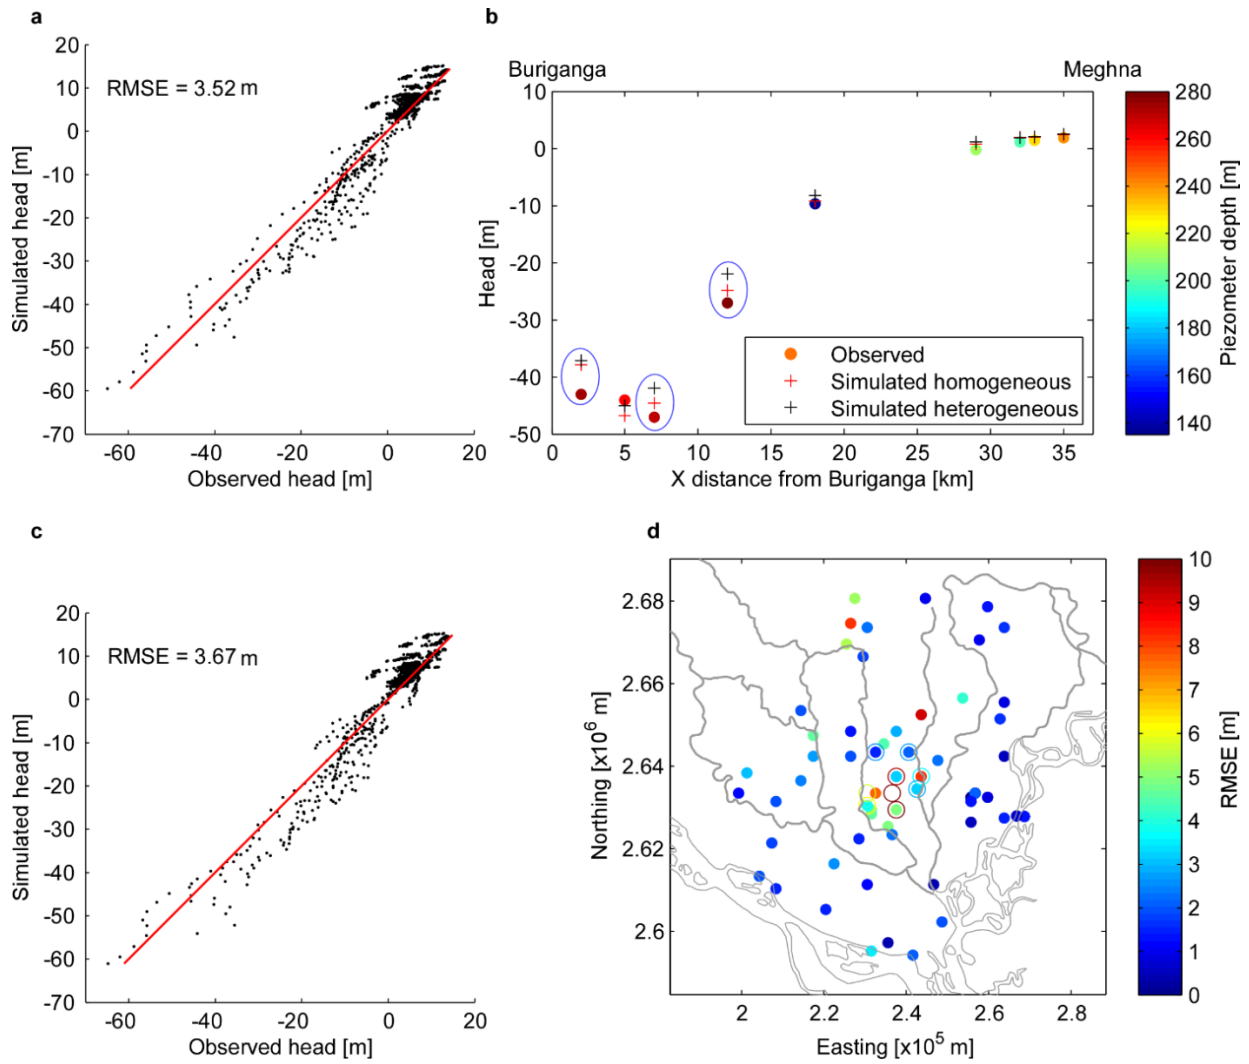 a
RMSE = 3.52 m
20
10
0
-10
-20
-30
-40
-50
-60
-70
-60 -40 -20 0 20
Simulated head [m]
Observed head [m]
b
Buriganga Meghna
10
0
-10
-20
-30
-40
-50
0 5 10 15 20 25 30 35
Head [m]
X distance from Buriganga [km]
Observed
Simulated homogeneous
Simulated heterogeneous
280
260
240
220
200
180
160
140
Piezometer depth [m]
c
RMSE = 3.67 m
20
10
0
-10
-20
-30
-40
-50
-60
-70
-60 -40 -20 0 20
Simulated head [m]
Observed head [m]
d
2.68
2.66
2.64
2.62
2.6
2 2.2 2.4 2.6 2.8
Northing [x10⁶ m]
Easting [x10⁵ m]
10
9
8
7
6
5
4
3
2
1
0
RMSE [m]